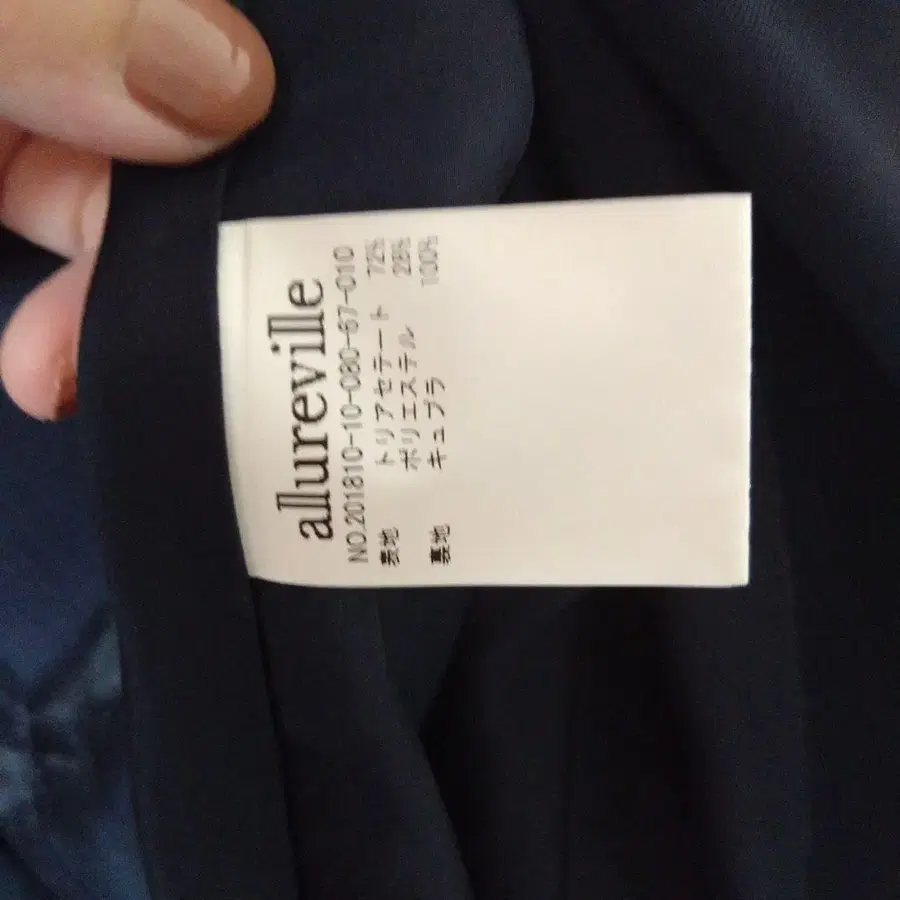 allureville
NO.201810-10-080-67-010
表地 トリアセテート 72%
ポリエステル 28%
裏地 キュプラ 100%